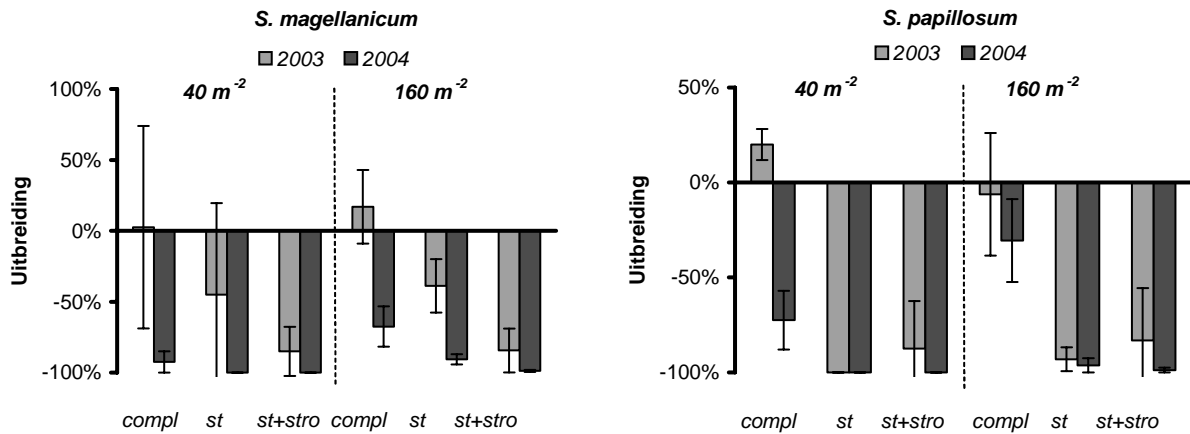 S. magellanicum
2003 2004
40 m-2 160 m-2
100%
50%
0%
-50%
-100%
Uitbreiding
compl st st+stro compl st st+stro
S. papillosum
2003 2004
40 m-2 160 m-2
50%
0%
-50%
-100%
Uitbreiding
compl st st+stro compl st st+stro